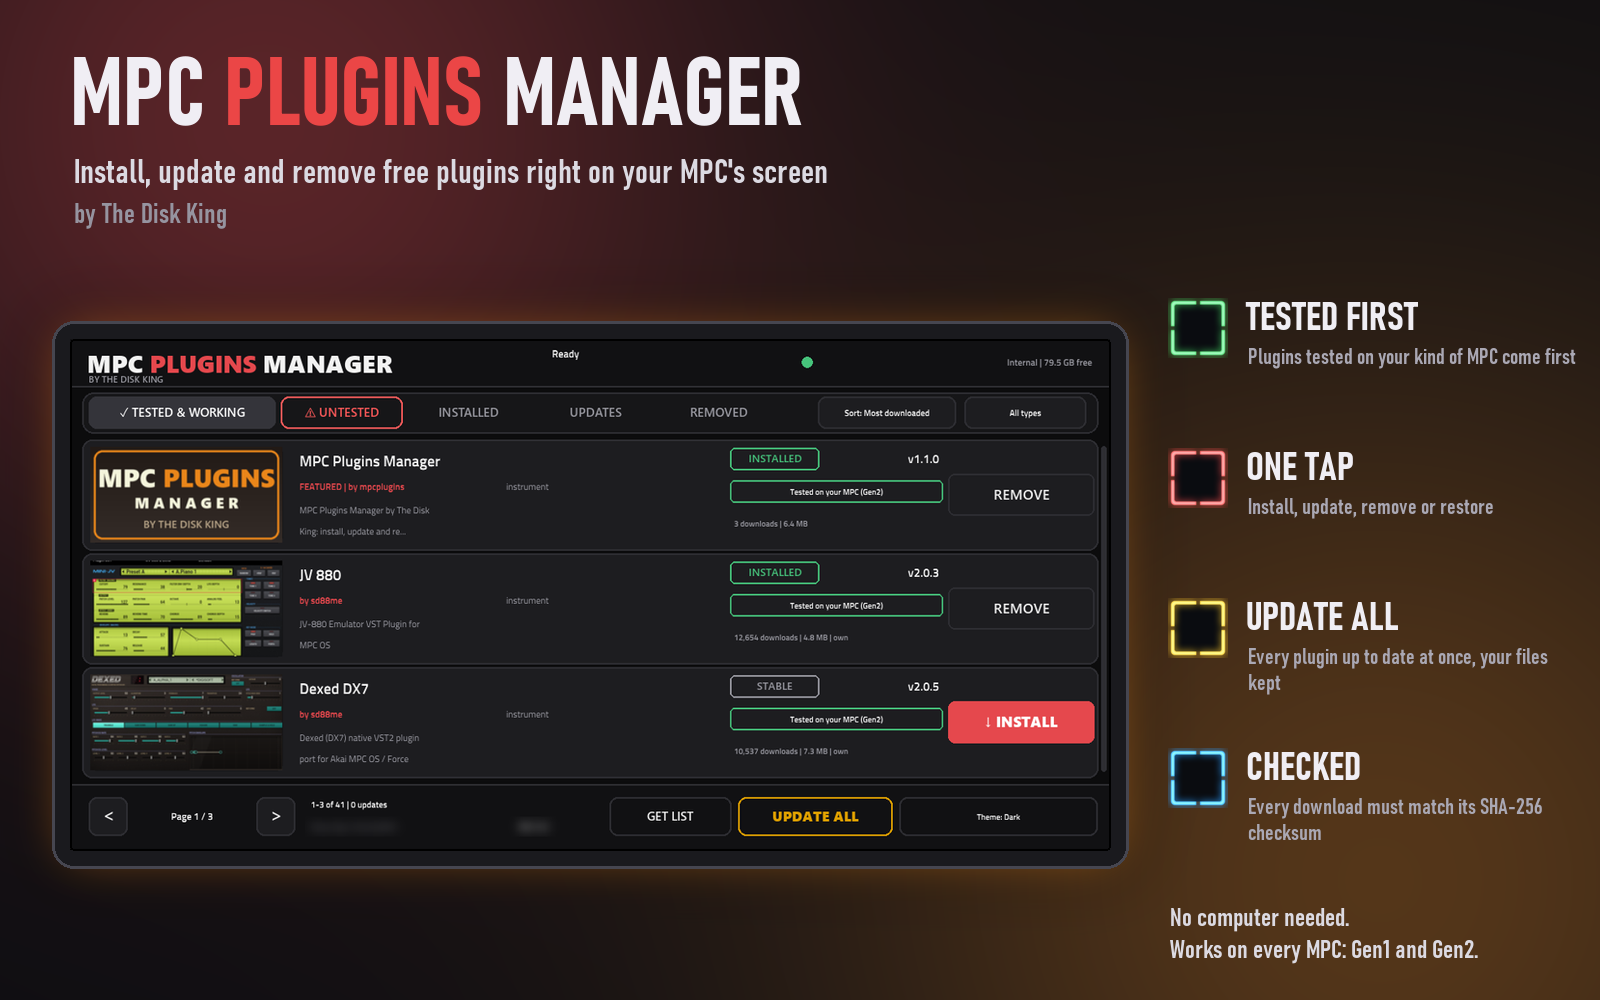 MPC PLUGINS MANAGER
Install, update and remove free plugins right on your MPC's screen
by The Disk King
MPC PLUGINS MANAGER
BY THE DISK KING
Ready
Internal | 79.5 GB free
✓ TESTED & WORKING
⚠ UNTESTED
INSTALLED
UPDATES
REMOVED
Sort: Most downloaded
All types
MPC PLUGINS
MANAGER
BY THE DISK KING
MPC Plugins Manager
FEATURED | by mpcplugins
instrument
MPC Plugins Manager by The Disk
King: install, update and re...
INSTALLED
v1.1.0
Tested on your MPC (Gen2)
3 downloads | 6.4 MB
REMOVE
JV 880
by sd88me
instrument
JV-880 Emulator VST Plugin for
MPC OS
INSTALLED
v2.0.3
Tested on your MPC (Gen2)
12,654 downloads | 4.8 MB | own
REMOVE
DEXED
Dexed DX7
by sd88me
instrument
Dexed (DX7) native VST2 plugin
port for Akai MPC OS / Force
STABLE
v2.0.5
Tested on your MPC (Gen2)
10,537 downloads | 7.3 MB | own
↓ INSTALL
<
Page 1 / 3
>
1-3 of 41 | 0 updates
GET LIST
UPDATE ALL
Theme: Dark
TESTED FIRST
Plugins tested on your kind of MPC come first
ONE TAP
Install, update, remove or restore
UPDATE ALL
Every plugin up to date at once, your files
kept
CHECKED
Every download must match its SHA-256
checksum
No computer needed.
Works on every MPC: Gen1 and Gen2.